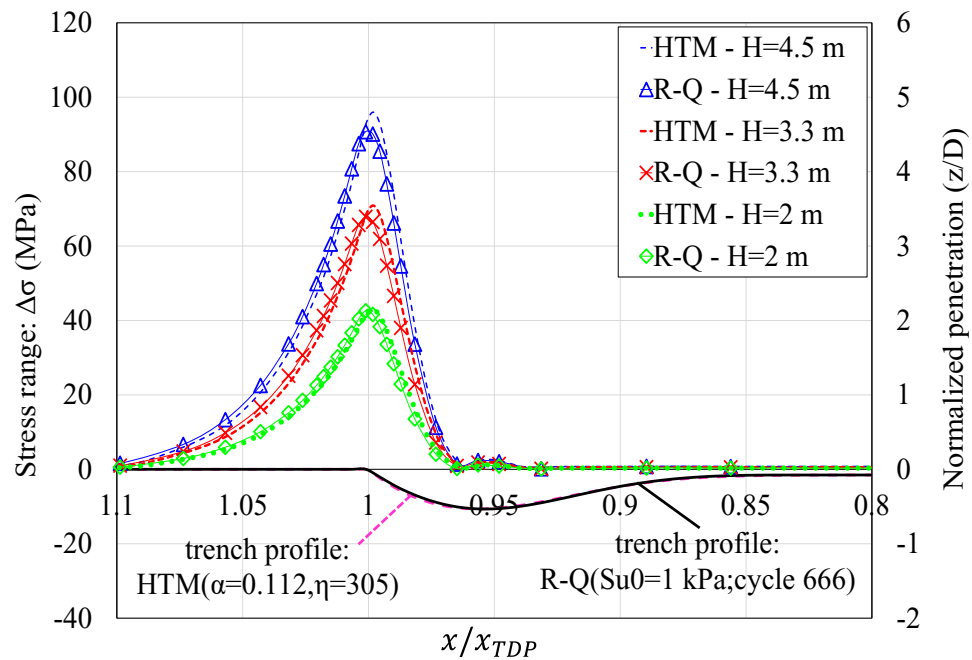 120
100
80
60
40
20
0
-20
-40
Stress range: Δσ (MPa)
6
5
4
3
2
1
0
-1
-2
Normalized penetration (z/D)
HTM - H=4.5 m
R-Q - H=4.5 m
HTM - H=3.3 m
R-Q - H=3.3 m
HTM - H=2 m
R-Q - H=2 m
1.1
1.05
1
0.95
0.9
0.85
0.8
trench profile:
HTM(α=0.112,η=305)
trench profile:
R-Q(Su0=1 kPa;cycle 666)
x/x_TDP